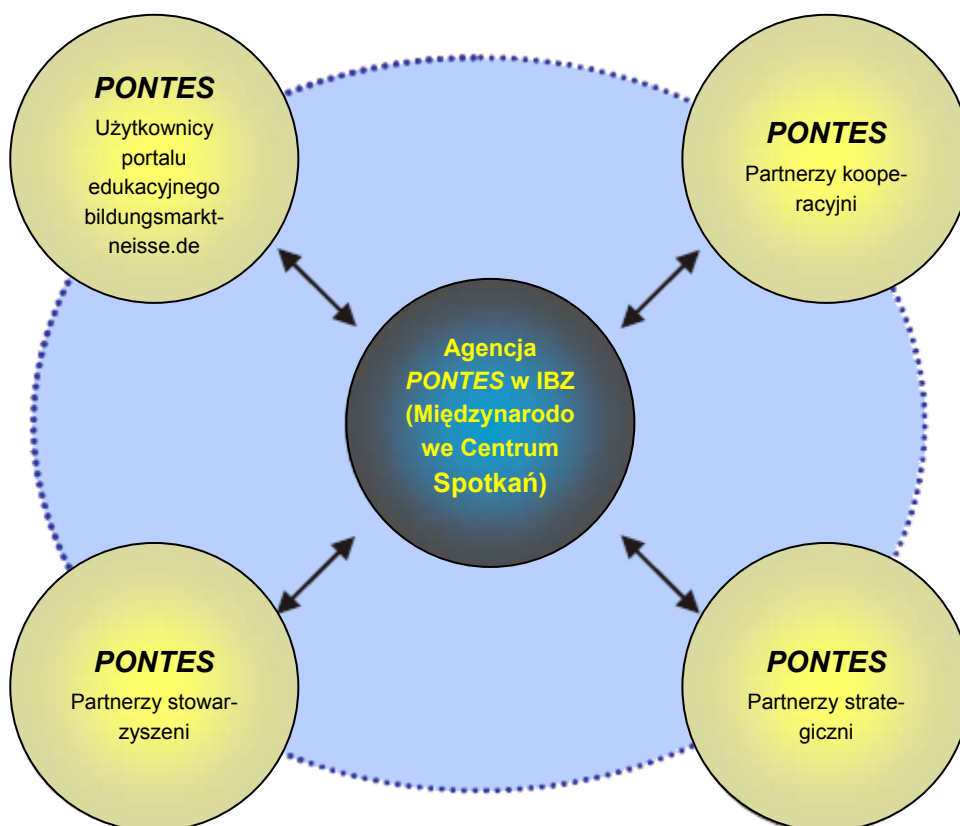 PONTES
Użytkownicy
portalu
edukacyjnego
bildungsmarkt-
neisse.de
PONTES
Partnerzy koope-
racyjni
Agencja
PONTES w IBZ
(Międzynarodo
we Centrum
Spotkań)
PONTES
Partnerzy stowar-
zyszeni
PONTES
Partnerzy strate-
giczni